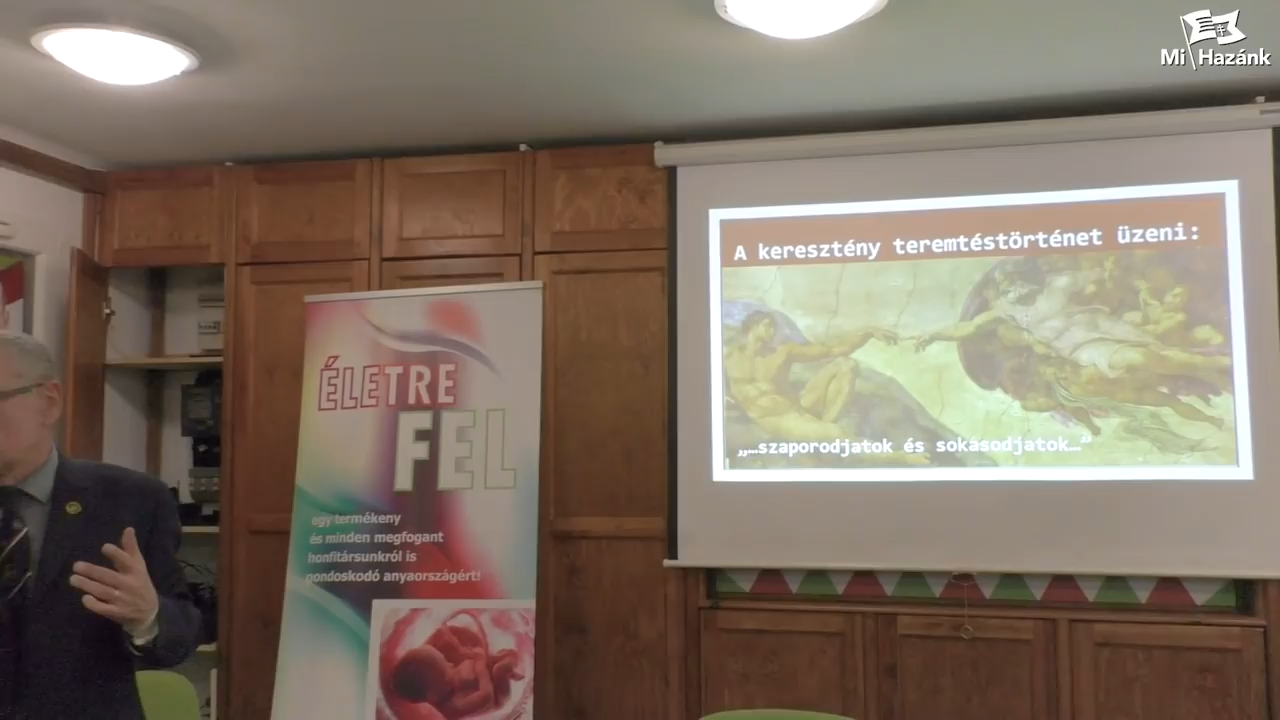 Mi Hazánk
A keresztény teremtéstörténet üzeni:
„…szaporodjatok és sokasodjatok…”
ÉLETRE
FEL
egy termékeny
és minden megfogant
honfitársunkról is
gondoskodó anyaországért!